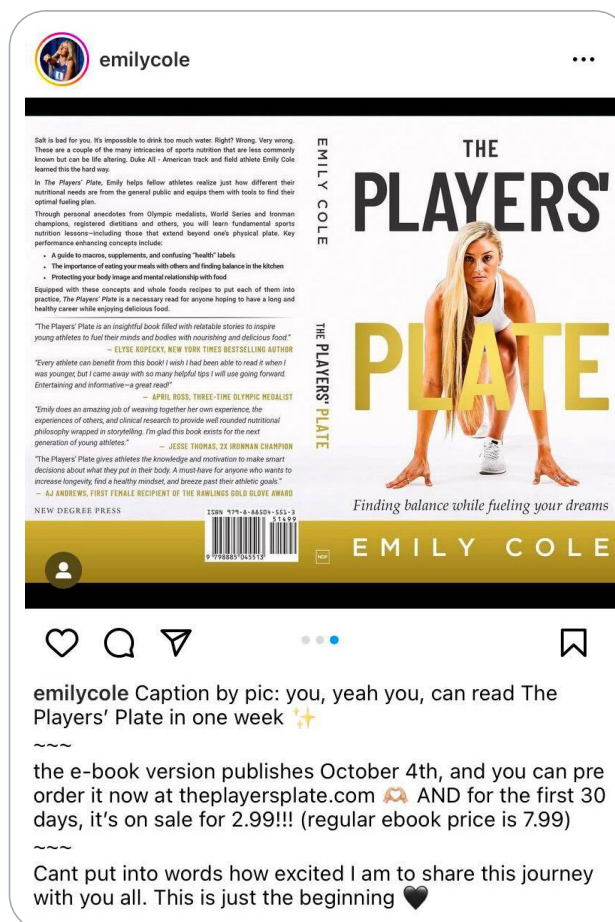 emilycole
Salt is bad for you. It's impossible to drink too much water. Right? Wrong. Very wrong.
These are a couple of the many intricacies of sports nutrition that are less commonly
known but can be life altering. Duke All - American track and field athlete Emily Cole
learned this the hard way.
In The Players' Plate, Emily helps fellow athletes realize just how different their
nutritional needs are from the general public and equips them with tools to find their
optimal fueling plan.
Through personal anecdotes from Olympic medalists, World Series and Ironman
champions, registered dietitians and others, you will learn fundamental sports
nutrition lessons—including those that extend beyond one's physical plate. Key
performance enhancing concepts include:
• A guide to macros, supplements, and confusing "health" labels
• The importance of eating your meals with others and finding balance in the kitchen
• Protecting your body image and mental relationship with food
Equipped with these concepts and whole foods recipes to put each of them into
practice, The Players' Plate is a necessary read for anyone hoping to have a long and
healthy career while enjoying delicious food.
"The Players' Plate is an insightful book filled with relatable stories to inspire
young athletes to fuel their minds and bodies with nourishing and delicious food."
— ELYSE KOPECKY, NEW YORK TIMES BESTSELLING AUTHOR
"Every athlete can benefit from this book! I wish I had been able to read it when I
was younger, but I came away with so many helpful tips I will use going forward.
Entertaining and informative—a great read!"
— APRIL ROSS, THREE-TIME OLYMPIC MEDALIST
"Emily does an amazing job of weaving together her own experience, the
experiences of others, and clinical research to provide well rounded nutritional
philosophy wrapped in storytelling. I'm glad this book exists for the next
generation of young athletes."
— JESSE THOMAS, 2X IRONMAN CHAMPION
"The Players' Plate gives athletes the knowledge and motivation to make smart
decisions about what they put in their body. A must-have for anyone who wants to
increase longevity, find a healthy mindset, and breeze past their athletic goals."
— AJ ANDREWS, FIRST FEMALE RECIPIENT OF THE RAWLINGS GOLD GLOVE AWARD
NEW DEGREE PRESS
ISBN 979-8-88504-551-3
51499
9 798885 045513
EMILY COLE
THE PLAYERS' PLATE
NDP
THE
PLAYERS'
PLATE
Finding balance while fueling your dreams
EMILY COLE
emilycole Caption by pic: you, yeah you, can read The
Players' Plate in one week ✨
~~~
the e-book version publishes October 4th, and you can pre
order it now at theplayersplate.com 🫶🏼 AND for the first 30
days, it's on sale for 2.99!!! (regular ebook price is 7.99)
~~~
Cant put into words how excited I am to share this journey
with you all. This is just the beginning 🖤